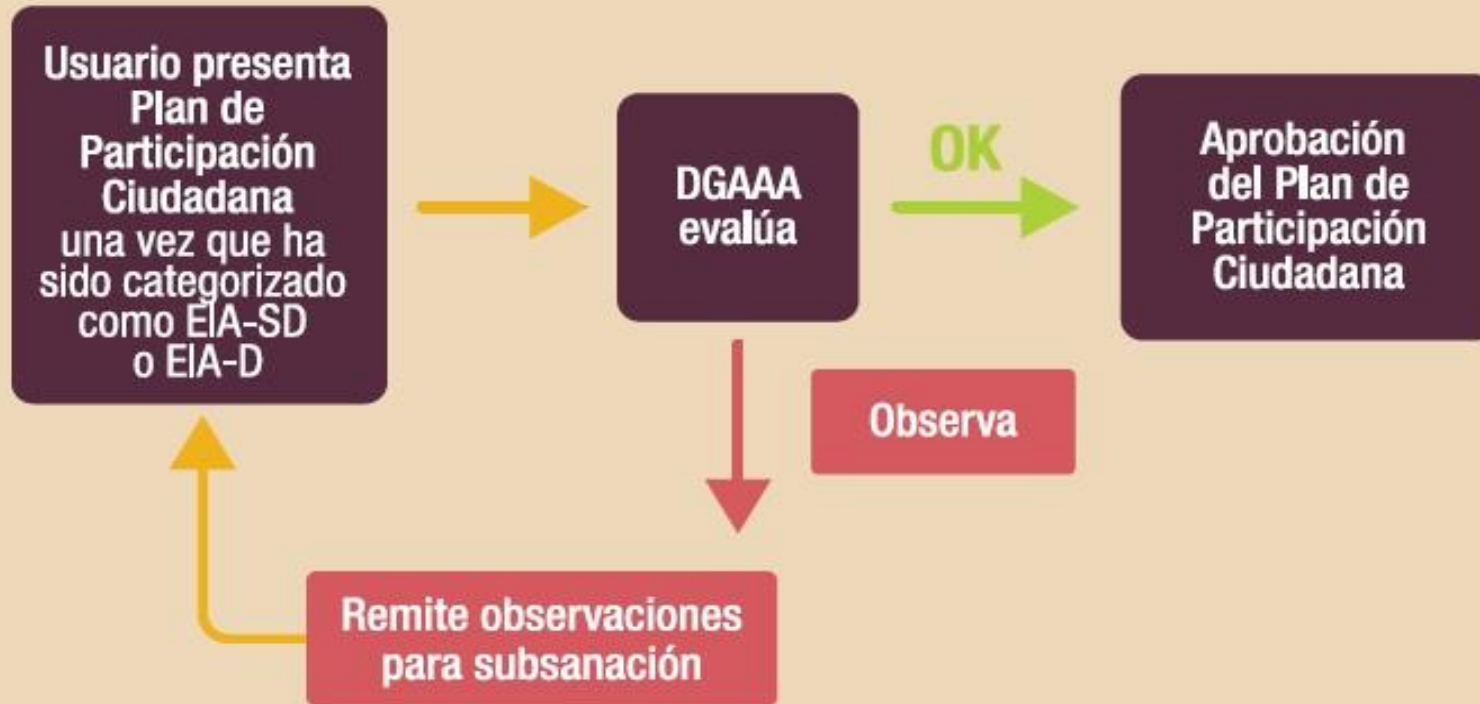 Usuario presenta
Plan de
Participación
Ciudadana
una vez que ha
sido categorizado
como EIA-SD
o EIA-D
DGAAA
evalúa
OK
Aprobación
del Plan de
Participación
Ciudadana
Observa
Remite observaciones
para subsanación